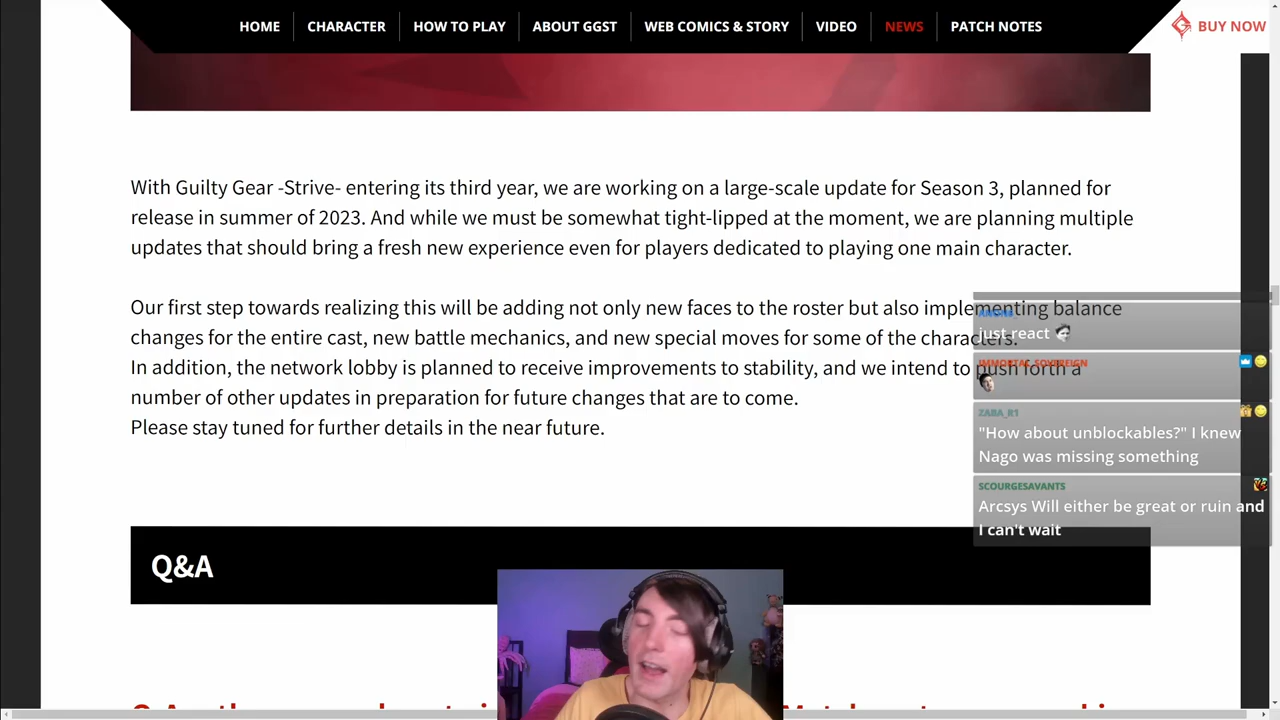 HOME CHARACTER HOW TO PLAY ABOUT GGST WEB COMICS & STORY VIDEO NEWS PATCH NOTES BUY NOW
With Guilty Gear -Strive- entering its third year, we are working on a large-scale update for Season 3, planned for
release in summer of 2023. And while we must be somewhat tight-lipped at the moment, we are planning multiple
updates that should bring a fresh new experience even for players dedicated to playing one main character.
Our first step towards realizing this will be adding not only new faces to the roster but also implementing balance
changes for the entire cast, new battle mechanics, and new special moves for some of the characters.
In addition, the network lobby is planned to receive improvements to stability, and we intend to push forth a
number of other updates in preparation for future changes that are to come.
Please stay tuned for further details in the near future.
just react
IMMORTAL_SOVEREIGN
ZABA_R1
"How about unblockables?" I knew
Nago was missing something
SCOURGESAVANTS
Arcsys Will either be great or ruin and
I can't wait
Q&A